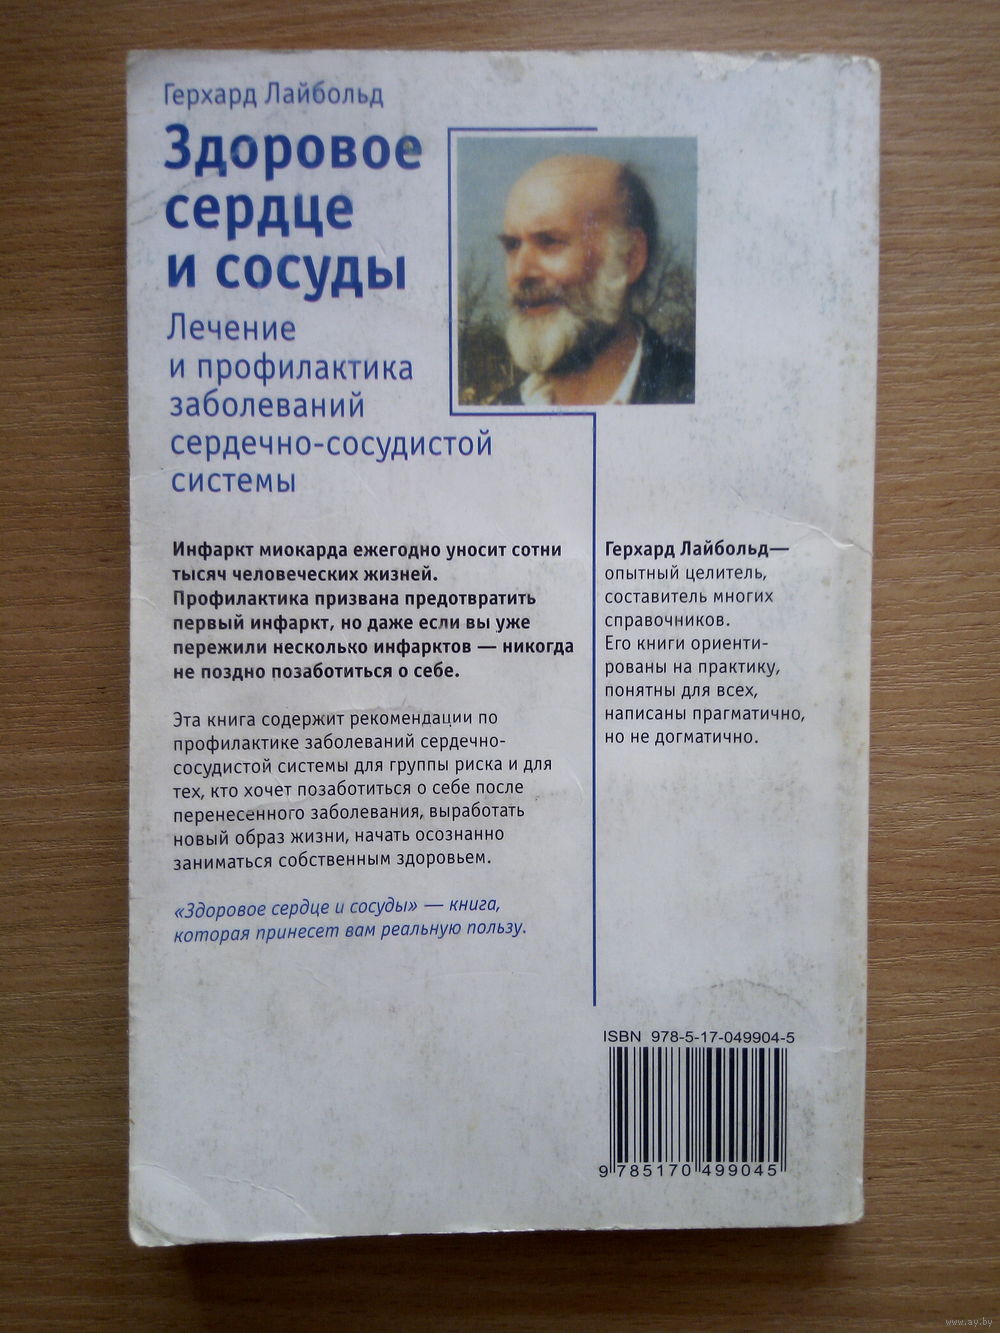 Герхард Лайбольд
Здоровое
сердце
и сосуды
Лечение
и профилактика
заболеваний
сердечно-сосудистой
системы
Инфаркт миокарда ежегодно уносит сотни
тысяч человеческих жизней.
Профилактика призвана предотвратить
первый инфаркт, но даже если вы уже
пережили несколько инфарктов — никогда
не поздно позаботиться о себе.
Эта книга содержит рекомендации по
профилактике заболеваний сердечно-
сосудистой системы для группы риска и для
тех, кто хочет позаботиться о себе после
перенесенного заболевания, выработать
новый образ жизни, начать осознанно
заниматься собственным здоровьем.
«Здоровое сердце и сосуды» — книга,
которая принесет вам реальную пользу.
Герхард Лайбольд—
опытный целитель,
составитель многих
справочников.
Его книги ориенти-
рованы на практику,
понятны для всех,
написаны прагматично,
но не догматично.
ISBN 978-5-17-049904-5
9 785170 499045
www.ay.by